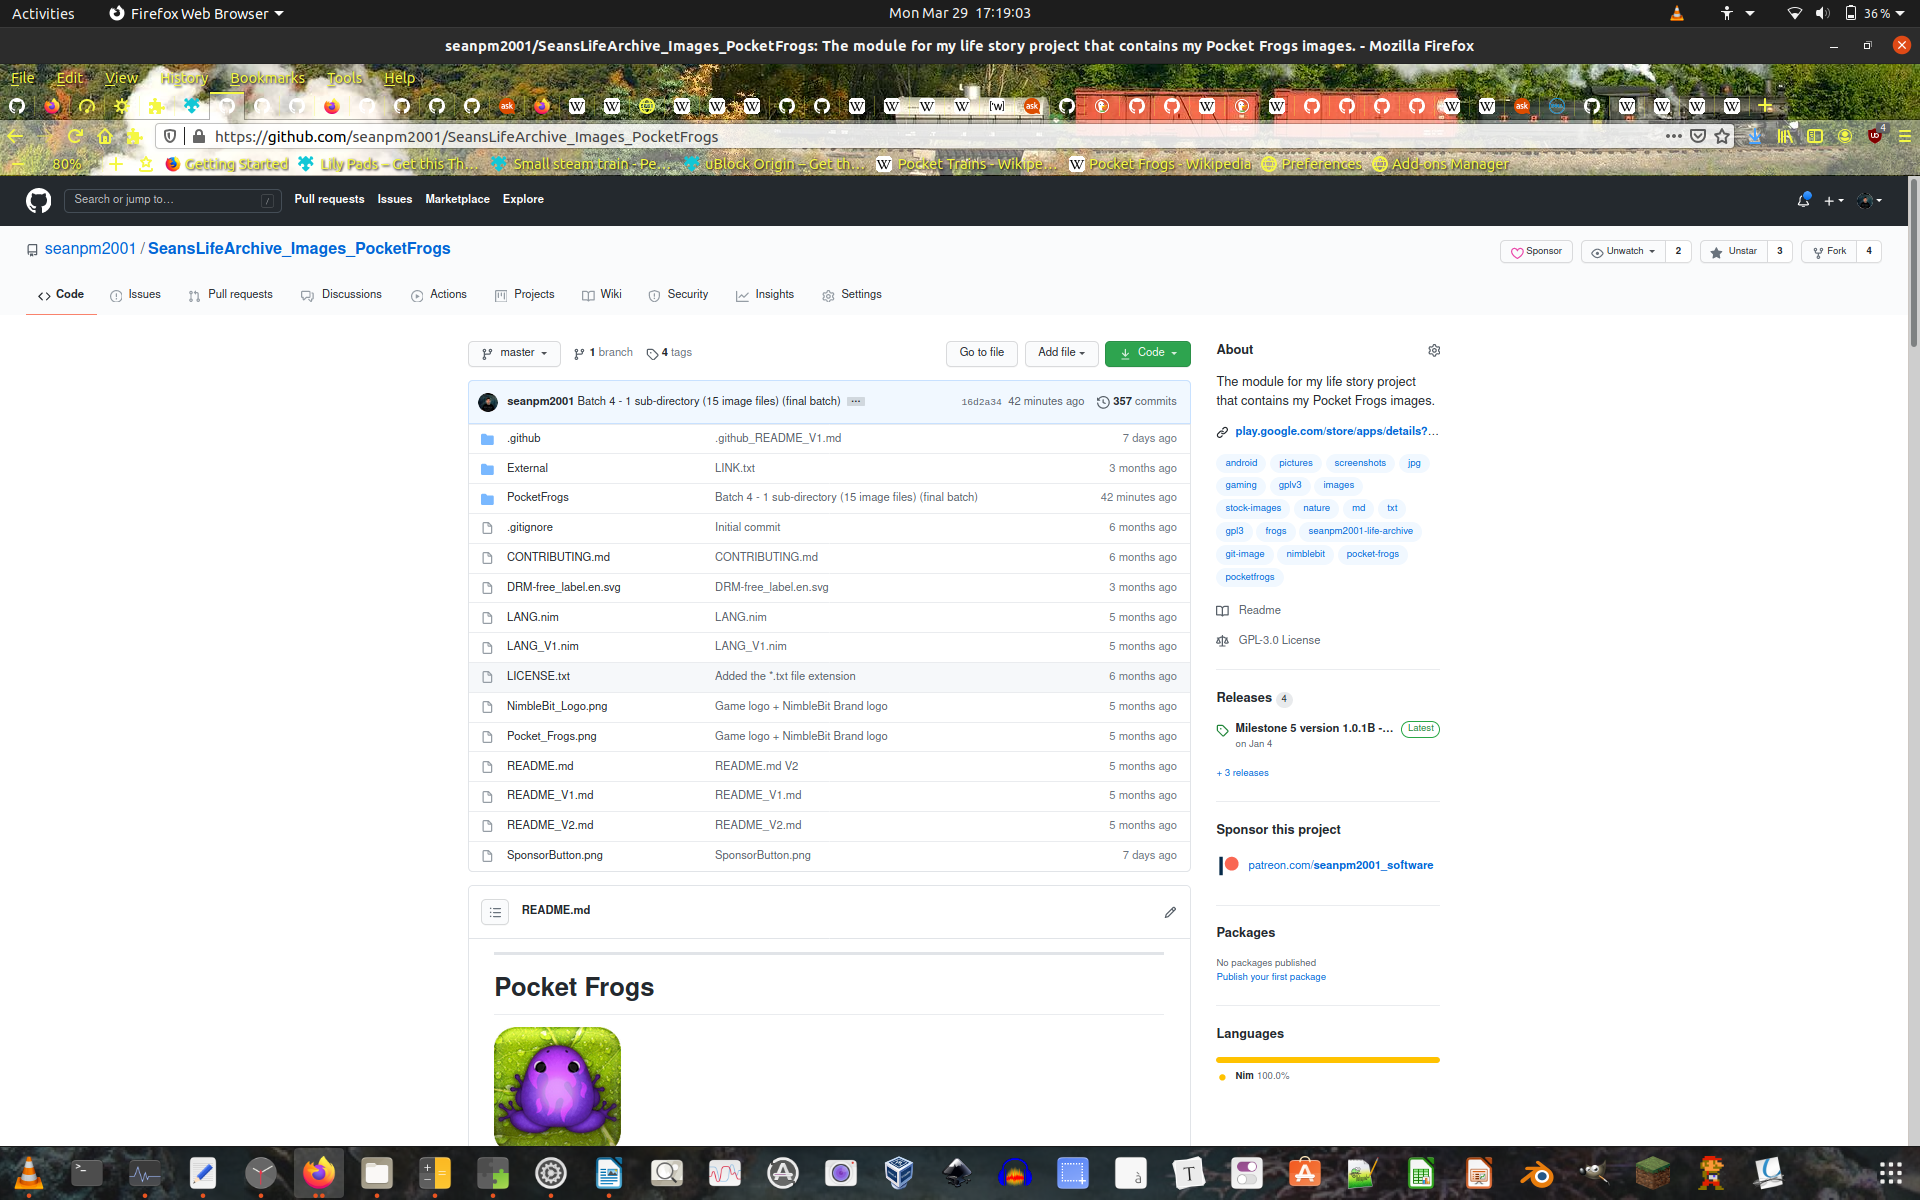 Activities Firefox Web Browser Mon Mar 29 17:19:03 36 %
seanpm2001/SeansLifeArchive_Images_PocketFrogs: The module for my life story project that contains my Pocket Frogs images. - Mozilla Firefox
File Edit View History Bookmarks Tools Help
https://github.com/seanpm2001/SeansLifeArchive_Images_PocketFrogs
80% Getting Started Lily Pads – Get this Th… Small steam train - Pe… uBlock Origin – Get th… Pocket Trains - Wikipe… Pocket Frogs - Wikipedia Preferences Add-ons Manager
Search or jump to… / Pull requests Issues Marketplace Explore
seanpm2001 / SeansLifeArchive_Images_PocketFrogs Sponsor Unwatch 2 Unstar 3 Fork 4
Code Issues Pull requests Discussions Actions Projects Wiki Security Insights Settings
master 1 branch 4 tags Go to file Add file Code
seanpm2001 Batch 4 - 1 sub-directory (15 image files) (final batch) 16d2a34 42 minutes ago 357 commits
.github .github_README_V1.md 7 days ago
External LINK.txt 3 months ago
PocketFrogs Batch 4 - 1 sub-directory (15 image files) (final batch) 42 minutes ago
.gitignore Initial commit 6 months ago
CONTRIBUTING.md CONTRIBUTING.md 6 months ago
DRM-free_label.en.svg DRM-free_label.en.svg 3 months ago
LANG.nim LANG.nim 5 months ago
LANG_V1.nim LANG_V1.nim 5 months ago
LICENSE.txt Added the *.txt file extension 6 months ago
NimbleBit_Logo.png Game logo + NimbleBit Brand logo 5 months ago
Pocket_Frogs.png Game logo + NimbleBit Brand logo 5 months ago
README.md README.md V2 5 months ago
README_V1.md README_V1.md 5 months ago
README_V2.md README_V2.md 5 months ago
SponsorButton.png SponsorButton.png 7 days ago
README.md
Pocket Frogs
About
The module for my life story project
that contains my Pocket Frogs images.
play.google.com/store/apps/details?…
android pictures screenshots jpg
gaming gplv3 images
stock-images nature md txt
gpl3 frogs seanpm2001-life-archive
git-image nimblebit pocket-frogs
pocketfrogs
Readme
GPL-3.0 License
Releases 4
Milestone 5 version 1.0.1B -… Latest
on Jan 4
+ 3 releases
Sponsor this project
patreon.com/seanpm2001_software
Packages
No packages published
Publish your first package
Languages
Nim 100.0%